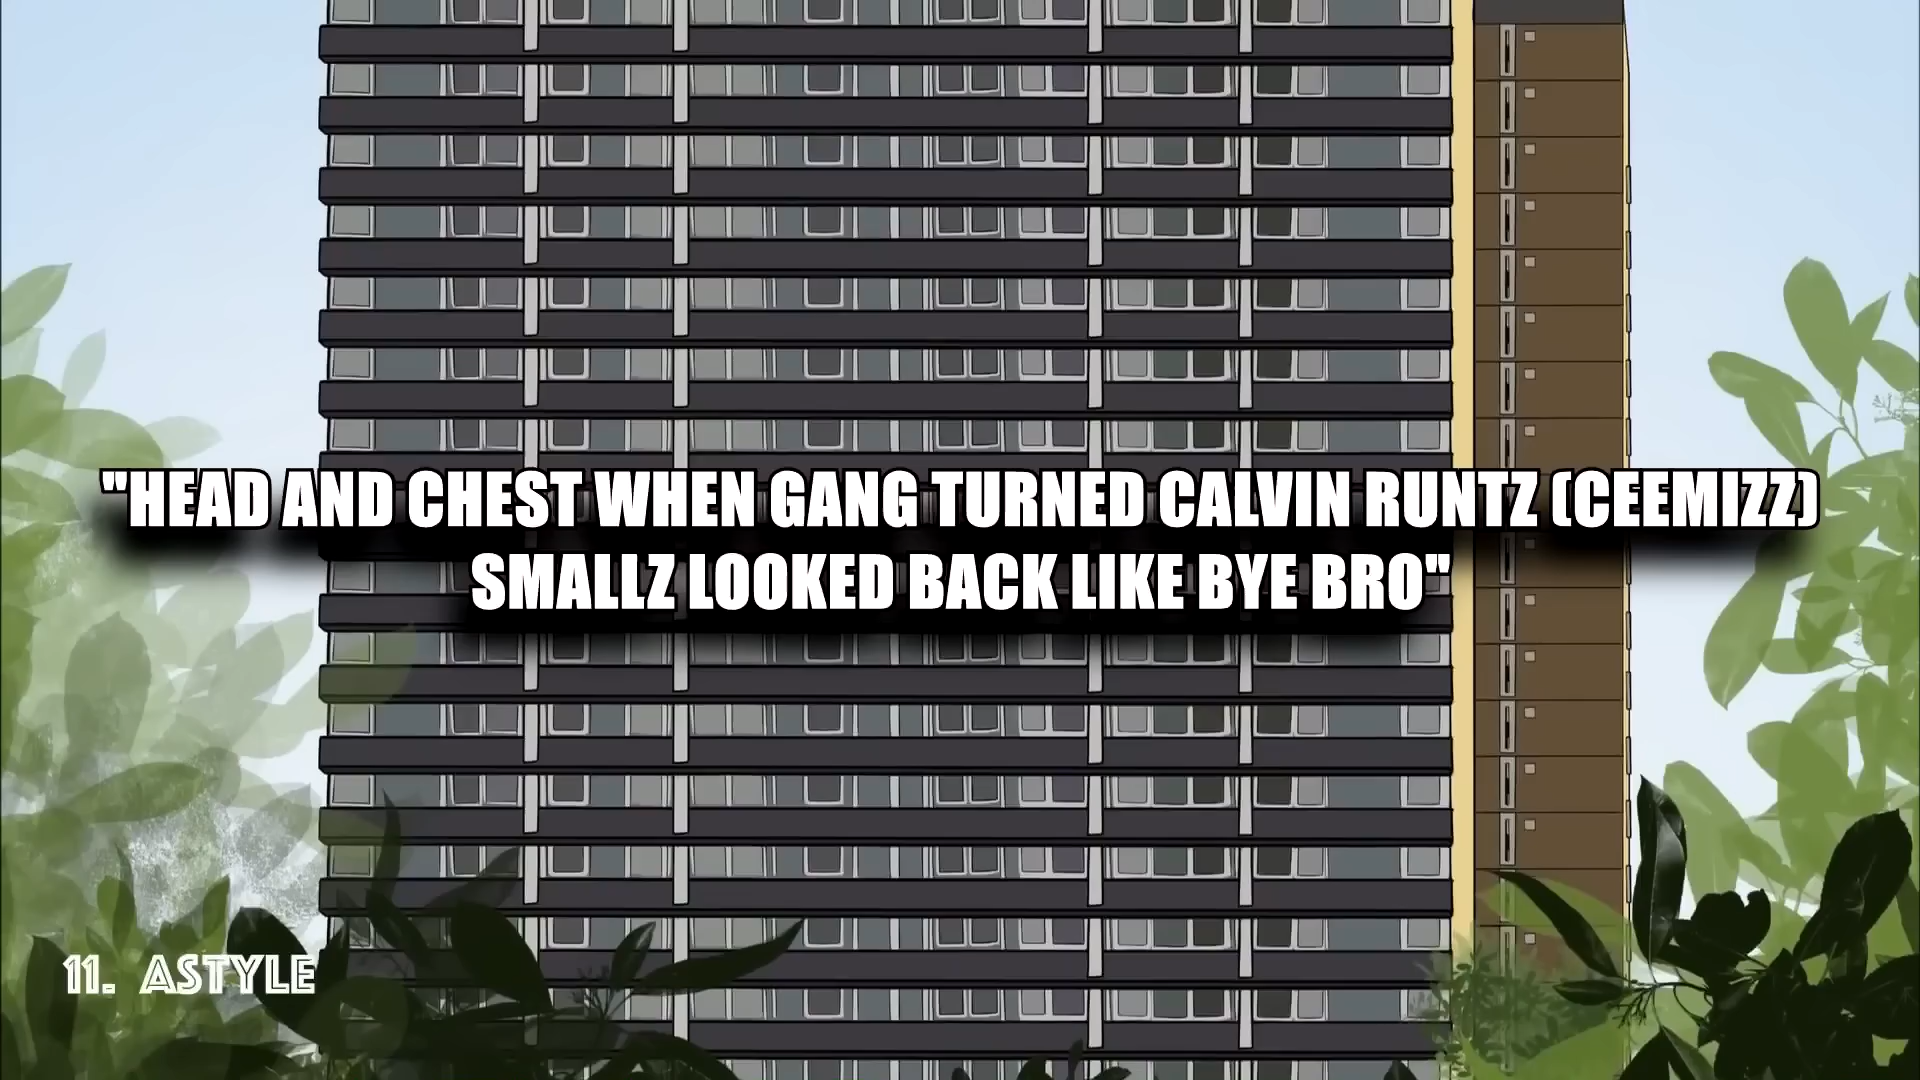 "HEAD AND CHEST WHEN GANG TURNED CALVIN RUNTZ (CEEMIZZ)
SMALLZ LOOKED BACK LIKE BYE BRO"
11. ASTYLE